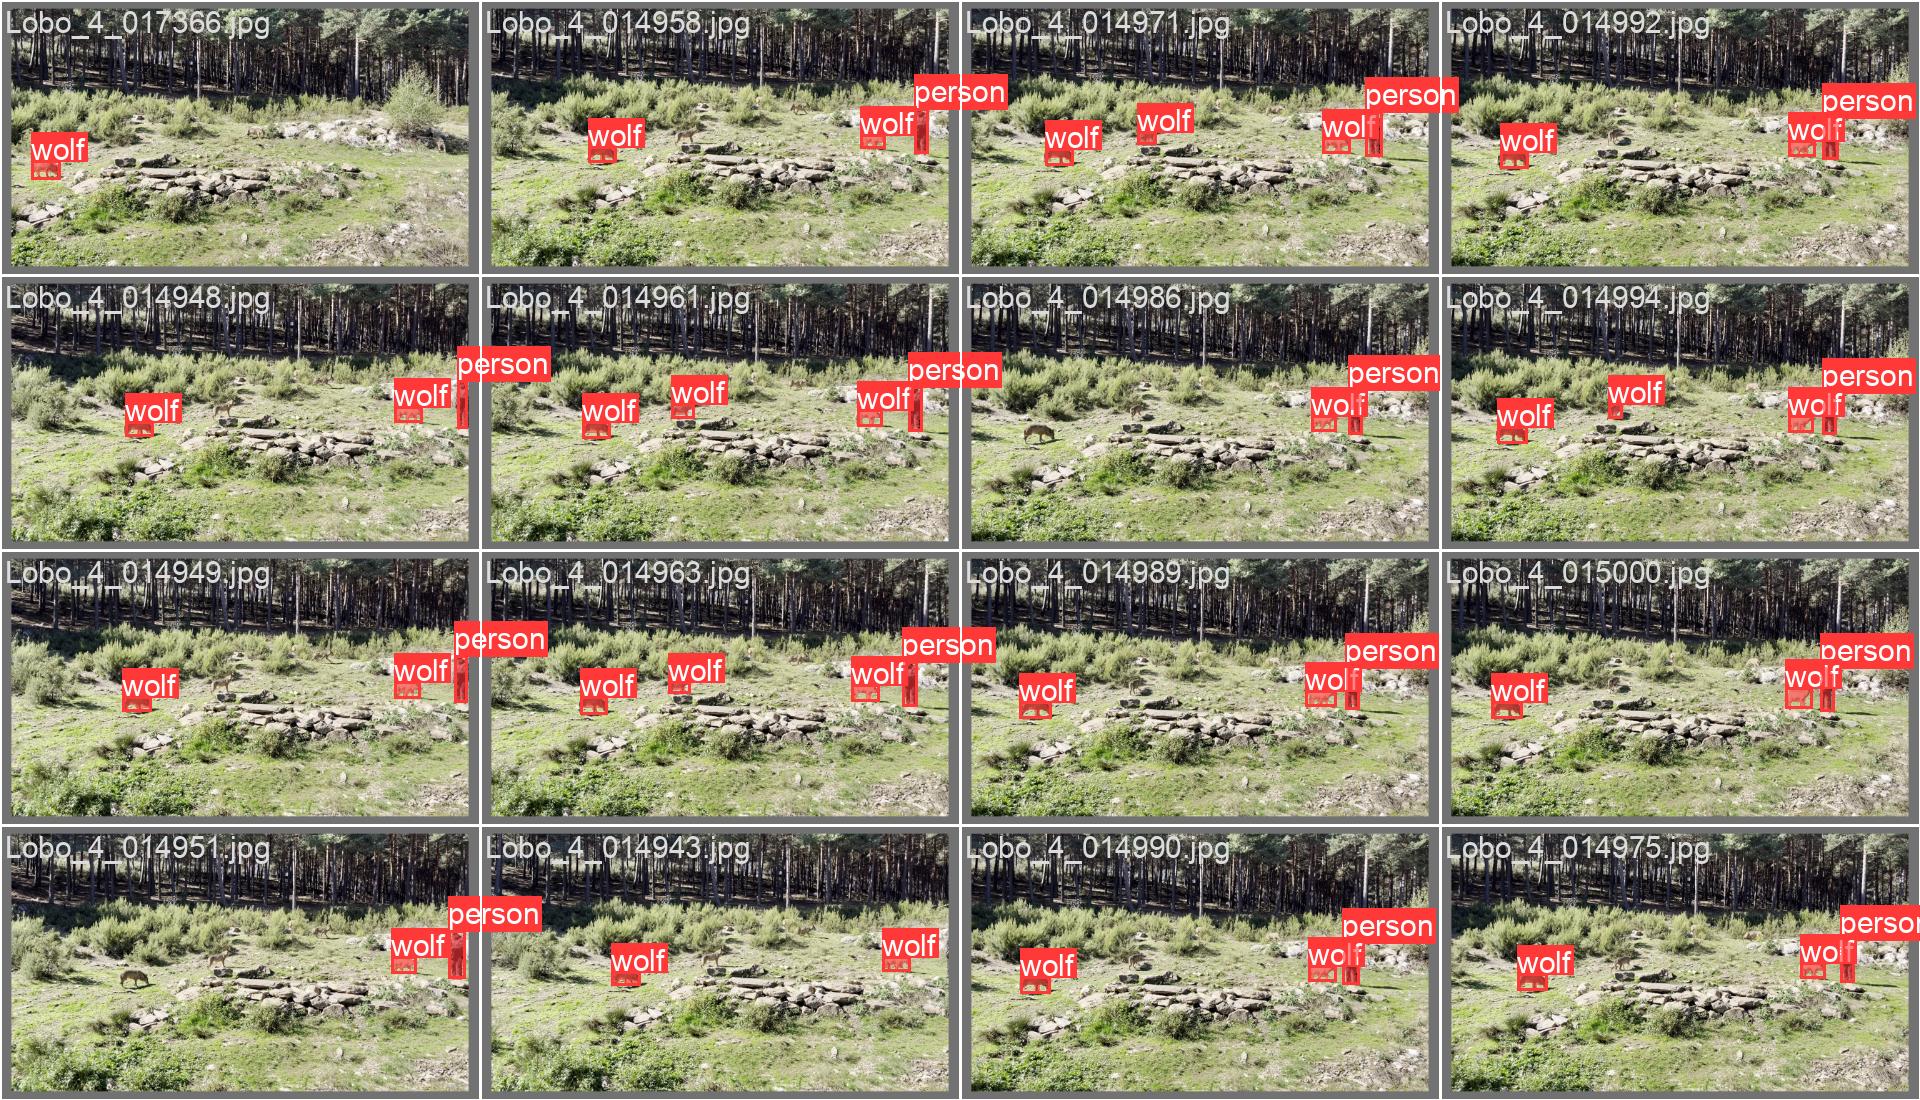 Lobo_4_017366.jpg
wolf
Lobo_4_014958.jpg
person
wolf
wolf
Lobo_4_014971.jpg
person
wolf
wolf
wolf
Lobo_4_014992.jpg
person
wolf
wolf
Lobo_4_014948.jpg
person
wolf
wolf
Lobo_4_014961.jpg
person
wolf
wolf
wolf
Lobo_4_014986.jpg
person
wolf
Lobo_4_014994.jpg
person
wolf
wolf
wolf
Lobo_4_014949.jpg
person
wolf
wolf
Lobo_4_014963.jpg
person
wolf
wolf
wolf
Lobo_4_014989.jpg
person
wolf
wolf
Lobo_4_015000.jpg
person
wolf
wolf
Lobo_4_014951.jpg
person
wolf
Lobo_4_014943.jpg
wolf
wolf
Lobo_4_014990.jpg
person
wolf
wolf
Lobo_4_014975.jpg
person
wolf
wolf